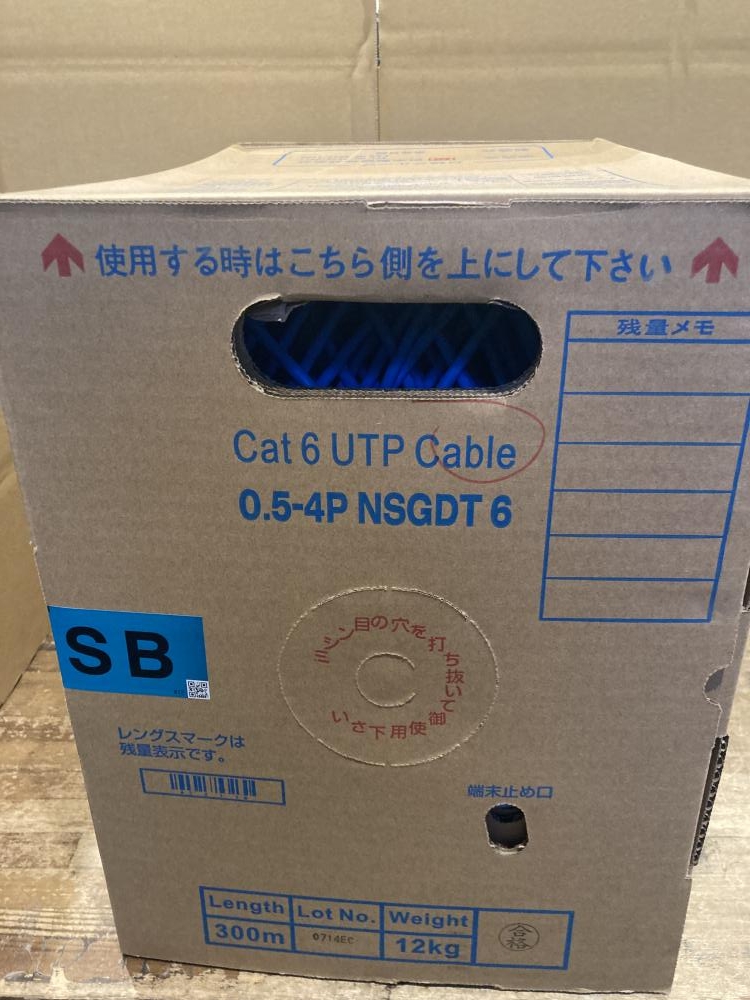 使用する時はこちら側を上にして下さい
残量メモ
Cat 6 UTP Cable
0.5-4P NSGDT 6
ミシン目の穴を打ち抜いて
御使用下さい
SB
レングスマークは
残量表示です。
端末止め口
Length Lot No. Weight
300m 0714EC 12kg
合格